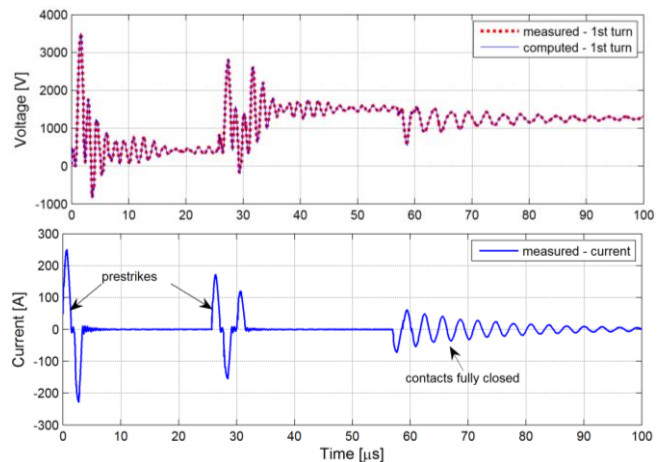 4000
3000
2000
1000
0
-1000
Voltage [V]
measured - 1st turn
computed - 1st turn
0 10 20 30 40 50 60 70 80 90 100
300
200
100
0
-100
-200
-300
Current [A]
measured - current
prestrikes
contacts fully closed
0 10 20 30 40 50 60 70 80 90 100
Time [μs]